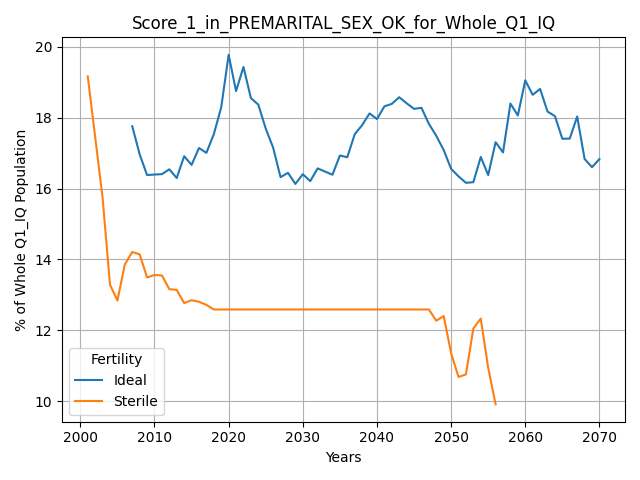 Score_1_in_PREMARITAL_SEX_OK_for_Whole_Q1_IQ
% of Whole Q1_IQ Population
20
18
16
14
12
10
Fertility
Ideal
Sterile
2000 2010 2020 2030 2040 2050 2060 2070
Years